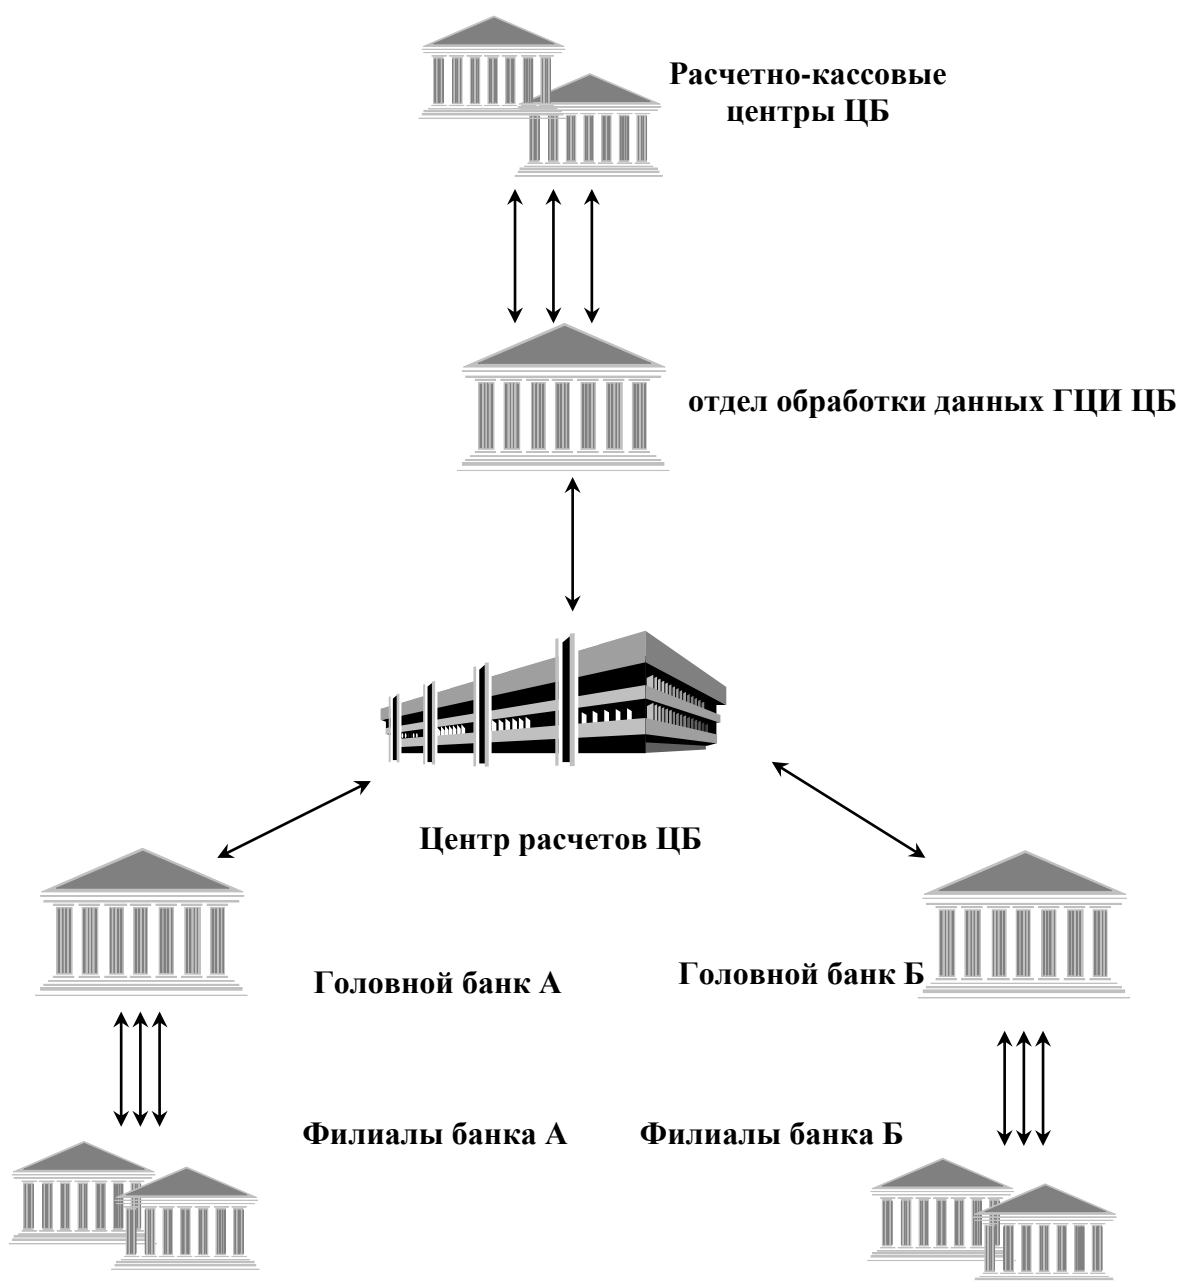 Расчетно-кассовые
центры ЦБ
отдел обработки данных ГЦИ ЦБ
Центр расчетов ЦБ
Головной банк А
Головной банк Б
Филиалы банка А
Филиалы банка Б